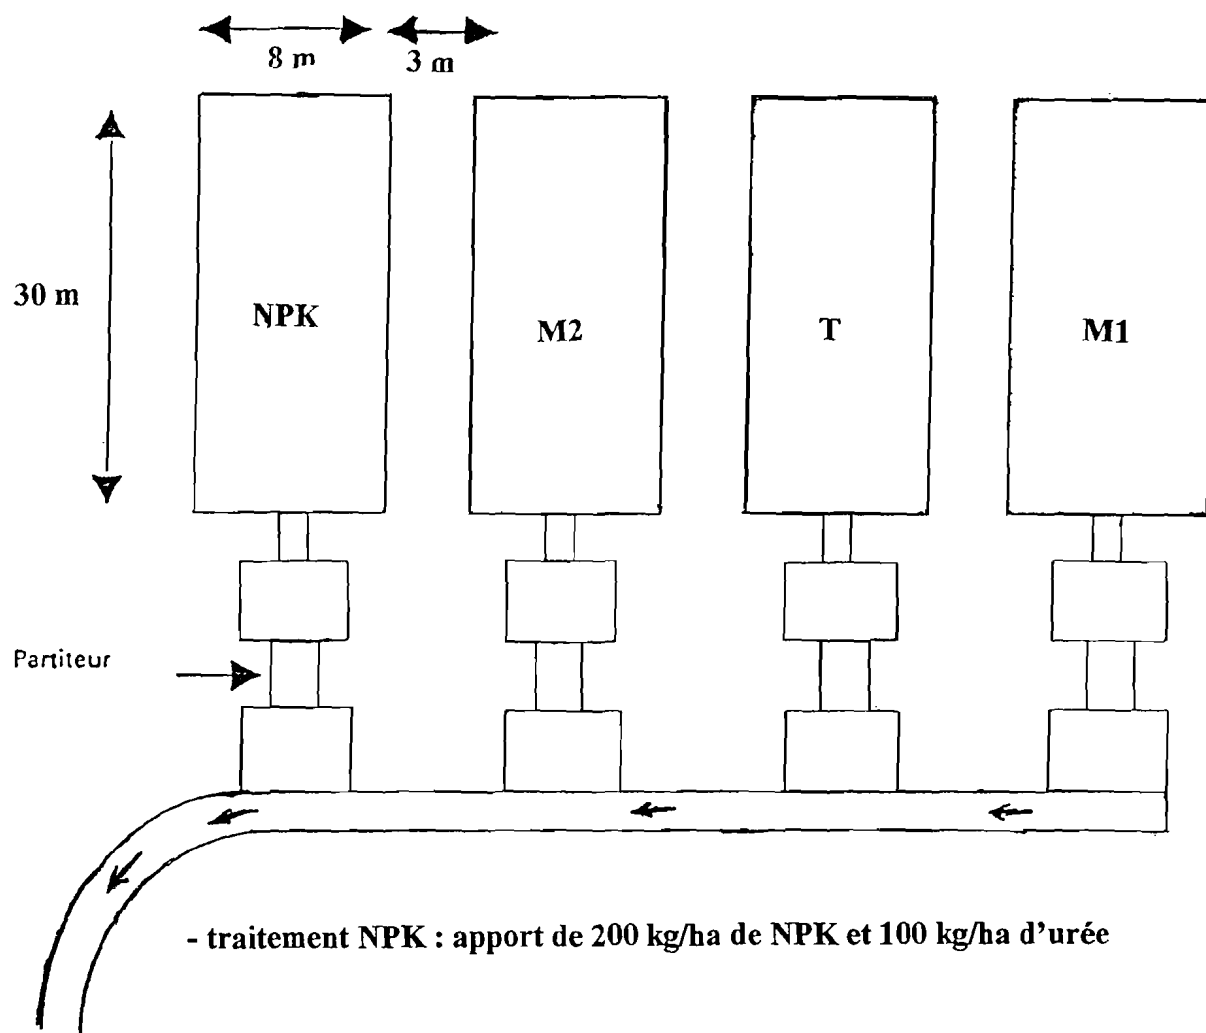 8 m
3 m
30 m
NPK
M2
T
M1
Partiteur
- traitement NPK : apport de 200 kg/ha de NPK et 100 kg/ha d'urée